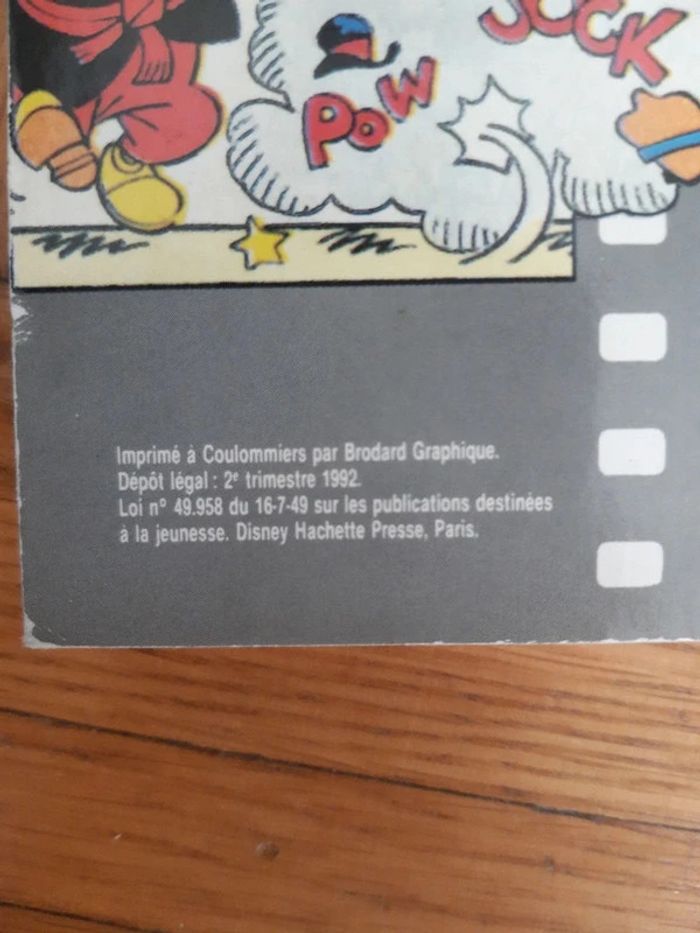 JOCK
POW
Imprimé à Coulommiers par Brodard Graphique.
Dépôt légal : 2e trimestre 1992.
Loi n° 49.958 du 16-7-49 sur les publications destinées
à la jeunesse. Disney Hachette Presse, Paris.